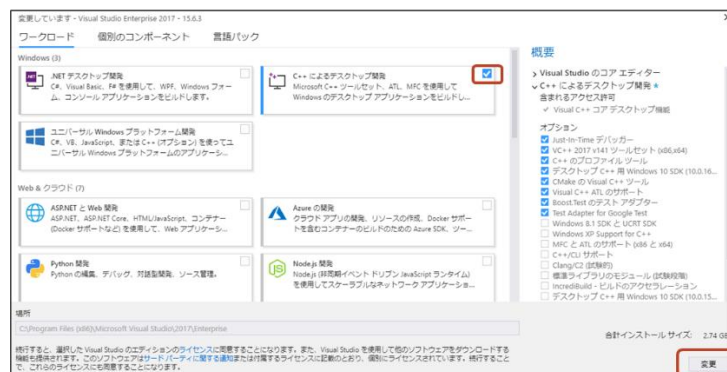 変更しています - Visual Studio Enterprise 2017 - 15.6.3
ワークロード 個別のコンポーネント 言語パック
Windows (3)
.NET デスクトップ開発
C#、Visual Basic、F# を使用して、WPF、Windows フォー
ム、コンソール アプリケーションをビルドします。
C++ によるデスクトップ開発
Microsoft C++ ツールセット、ATL、MFC を使用して
Windows のデスクトップ アプリケーションをビルドし...
ユニバーサル Windows プラットフォーム開発
C#、VB、JavaScript、または C++ (オプション) を使ってユ
ニバーサル Windows プラットフォームのアプリケーシ...
Web & クラウド (7)
ASP.NET と Web 開発
ASP.NET、ASP.NET Core、HTML/JavaScript、コンテナー
(Docker サポートなど) を使用して、Web アプリケーシ...
Azure の開発
クラウド アプリの開発、リソースの作成、Docker サポー
トを含むコンテナーのビルドのための Azure SDK、ツー...
Python 開発
Python の編集、デバッグ、対話型開発、ソース管理。
Node.js 開発
Node.js (非同期イベント ドリブン JavaScript ランタイム)
を使用してスケーラブルなネットワーク アプリケーショ...
概要
Visual Studio のコア エディター
C++ によるデスクトップ開発
含まれるアクセス許可
Visual C++ コア デスクトップ機能
オプション
Just-In-Time デバッガー
VC++ 2017 v141 ツールセット (x86,x64)
C++ のプロファイル ツール
デスクトップ C++ 用 Windows 10 SDK (10.0.16...
CMake の Visual C++ ツール
Visual C++ ATL のサポート
Boost.Test のテスト アダプター
Test Adapter for Google Test
Windows 8.1 SDK と UCRT SDK
Windows XP Support for C++
MFC と ATL のサポート (x86 と x64)
C++/CLI サポート
Clang/C2 (試験的)
標準ライブラリのモジュール (試験段階)
IncrediBuild - ビルドのアクセラレーション
デスクトップ C++ 用 Windows 10 SDK (10.0.15...
場所
C:\Program Files (x86)\Microsoft Visual Studio\2017\Enterprise
合計インストール サイズ: 2.74 GB
続行すると、選択した Visual Studio のエディションのライセンスに同意することになります。また、Visual Studio を使用して他のソフトウェアをダウンロードする
機能も提供されます。このソフトウェアはサード パーティに関する通知または付属するライセンスに記載のとおり、個別にライセンスされています。続行すること
で、これらのライセンスにも同意することになります。
変更